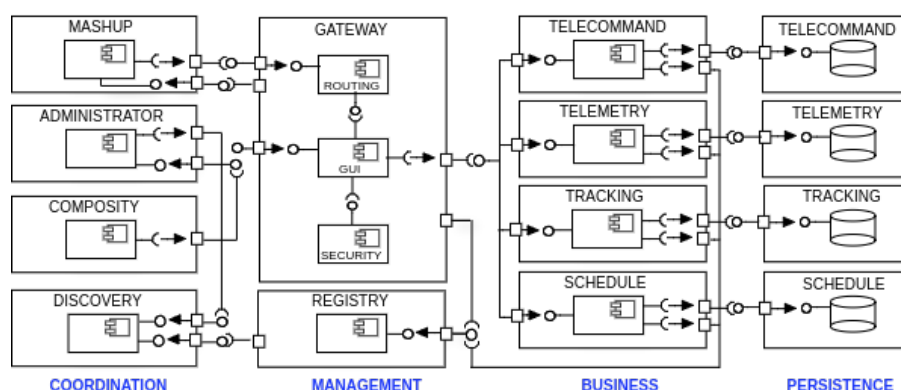 MASHUP
GATEWAY
TELECOMMAND
TELECOMMAND
ROUTING
ADMINISTRATOR
TELEMETRY
TELEMETRY
GUI
COMPOSITY
TRACKING
TRACKING
SECURITY
DISCOVERY
REGISTRY
SCHEDULE
SCHEDULE
COORDINATION
MANAGEMENT
BUSINESS
PERSISTENCE